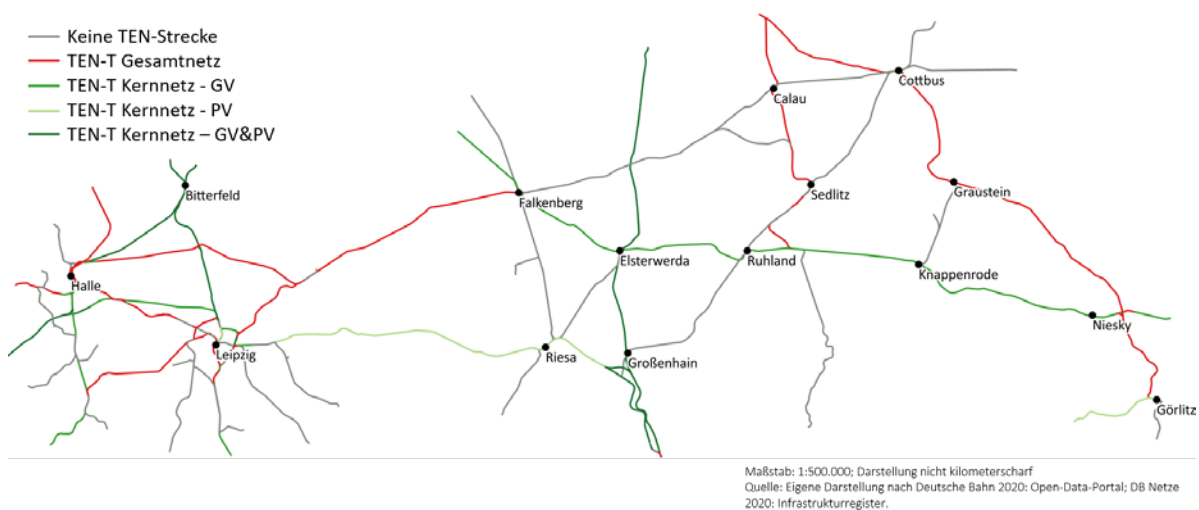 Keine TEN-Strecke
TEN-T Gesamtnetz
TEN-T Kernnetz - GV
TEN-T Kernnetz - PV
TEN-T Kernnetz – GV&PV
Cottbus
Calau
Bitterfeld
Sedlitz
Graustein
Falkenberg
Elsterwerda
Ruhland
Knappenrode
Halle
Niesky
Leipzig
Riesa
Großenhain
Görlitz
Maßstab: 1:500.000; Darstellung nicht kilometerscharf
Quelle: Eigene Darstellung nach Deutsche Bahn 2020: Open-Data-Portal; DB Netze
2020: Infrastrukturregister.